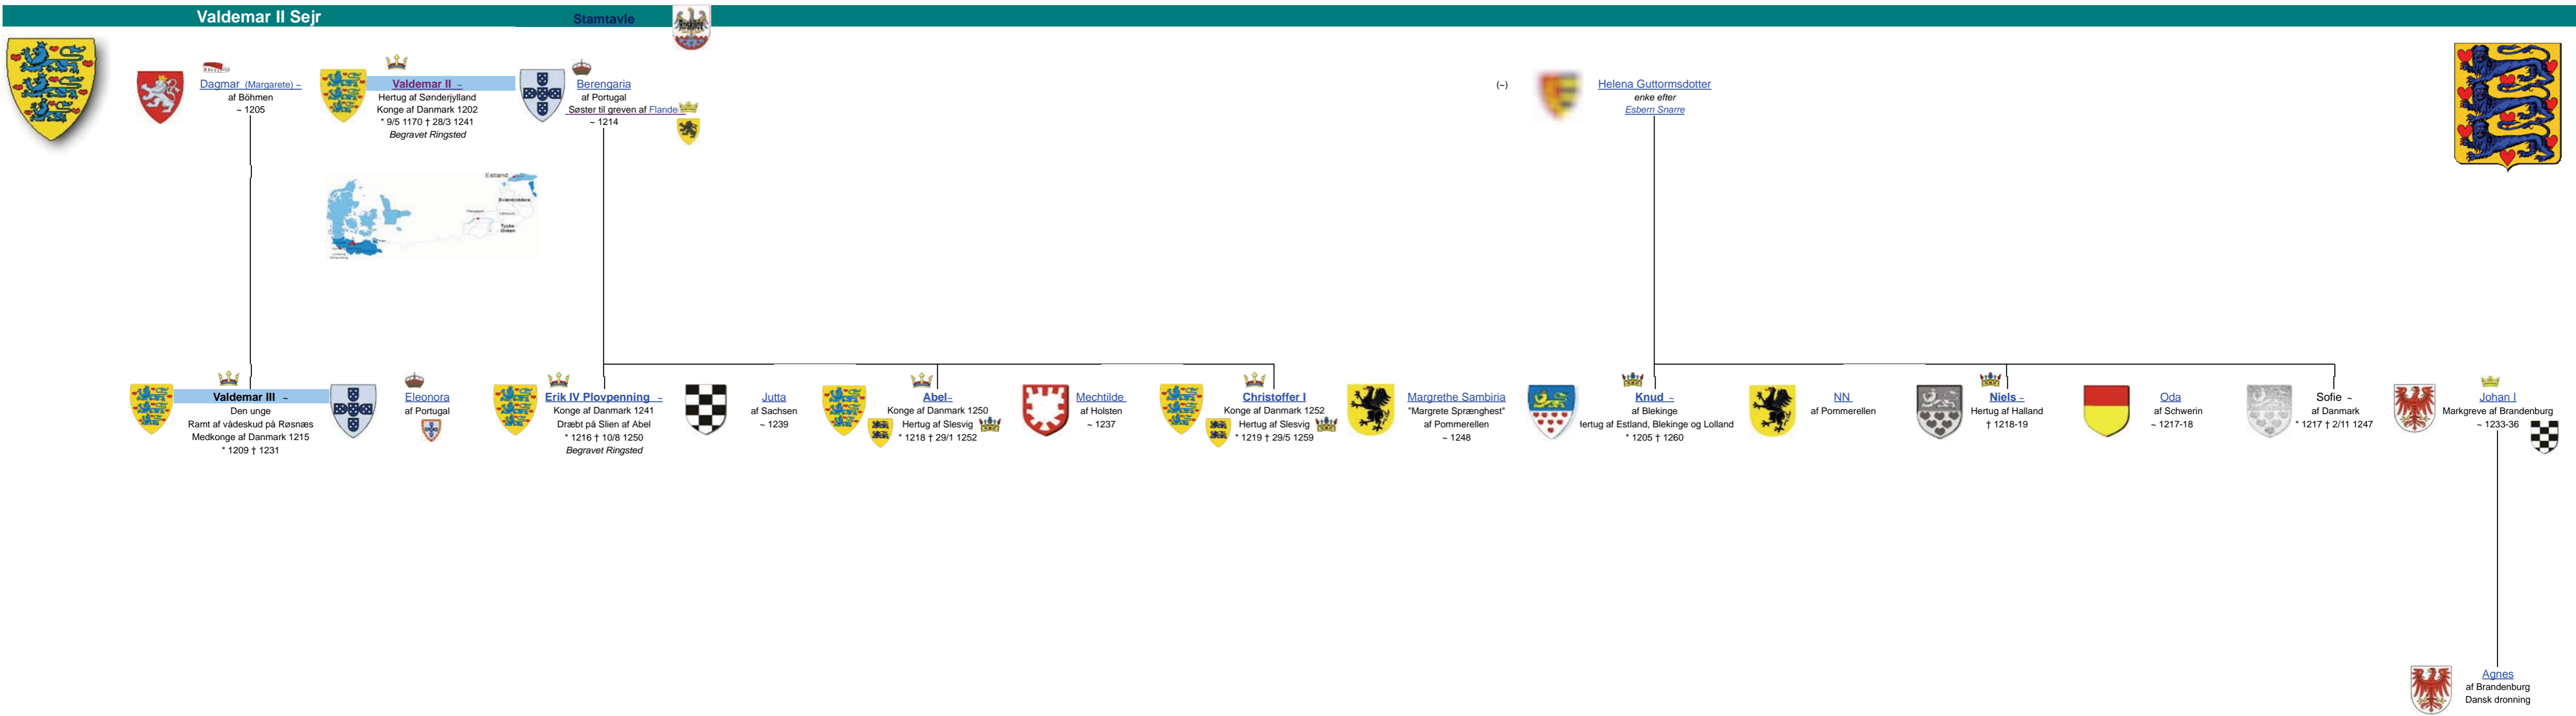 Valdemar II Sejr
Stamtavle
Roskilde
Dagmar (Margarete) ~
af Böhmen
~ 1205
Valdemar II ~
Hertug af Sønderjylland
Konge af Danmark 1202
* 9/5 1170 † 28/3 1241
Begravet Ringsted
Berengaria
af Portugal
Søster til greven af Flande
~ 1214
(~)
Helena Guttormsdotter
enke efter
Esbern Snarre
Estland
Tyske
Orden
Valdemar III ~
Den unge
Ramt af vådeskud på Røsnæs
Medkonge af Danmark 1215
* 1209 † 1231
Eleonora
af Portugal
Erik IV Plovpenning ~
Konge af Danmark 1241
Dræbt på Slien af Abel
* 1216 † 10/8 1250
Begravet Ringsted
Jutta
af Sachsen
~ 1239
Abel~
Konge af Danmark 1250
Hertug af Slesvig
* 1218 † 29/1 1252
Mechtilde
af Holsten
~ 1237
Christoffer I
Konge af Danmark 1252
Hertug af Slesvig
* 1219 † 29/5 1259
Margrethe Sambiria
"Margrete Sprænghest"
af Pommerellen
~ 1248
Knud ~
af Blekinge
lertug af Estland, Blekinge og Lolland
* 1205 † 1260
NN
af Pommerellen
Niels ~
Hertug af Halland
† 1218-19
Oda
af Schwerin
~ 1217-18
Sofie ~
af Danmark
* 1217 † 2/11 1247
Johan I
Markgreve af Brandenburg
~ 1233-36
Agnes
af Brandenburg
Dansk dronning